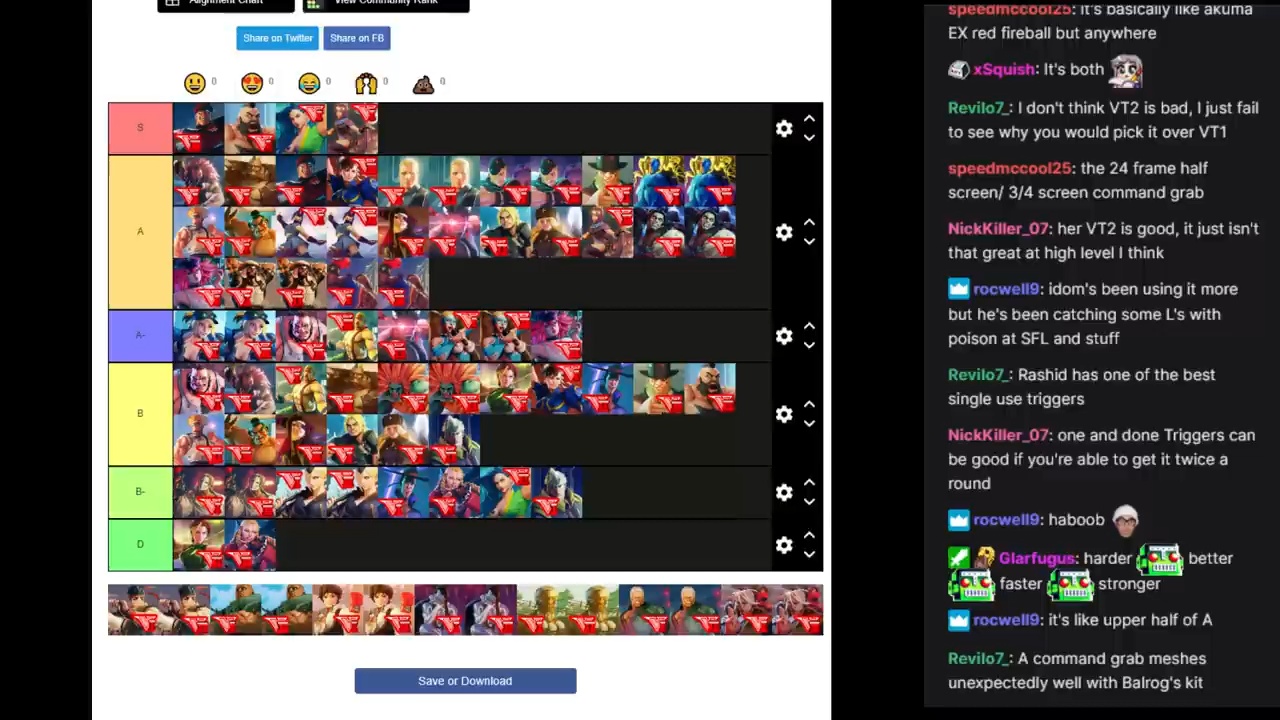 Alignment Chart
View Community Rank
Share on Twitter
Share on FB
0
0
0
0
0
S
A
A-
B
B-
D
Save or Download
speedmccool25: it's basically like akuma
EX red fireball but anywhere
xSquish: It's both
Revilo7_: I don't think VT2 is bad, I just fail
to see why you would pick it over VT1
speedmccool25: the 24 frame half
screen/ 3/4 screen command grab
NickKiller_07: her VT2 is good, it just isn't
that great at high level I think
rocwell9: idom's been using it more
but he's been catching some L's with
poison at SFL and stuff
Revilo7_: Rashid has one of the best
single use triggers
NickKiller_07: one and done Triggers can
be good if you're able to get it twice a
round
rocwell9: haboob
Glarfugus: harder better
faster stronger
rocwell9: it's like upper half of A
Revilo7_: A command grab meshes
unexpectedly well with Balrog's kit